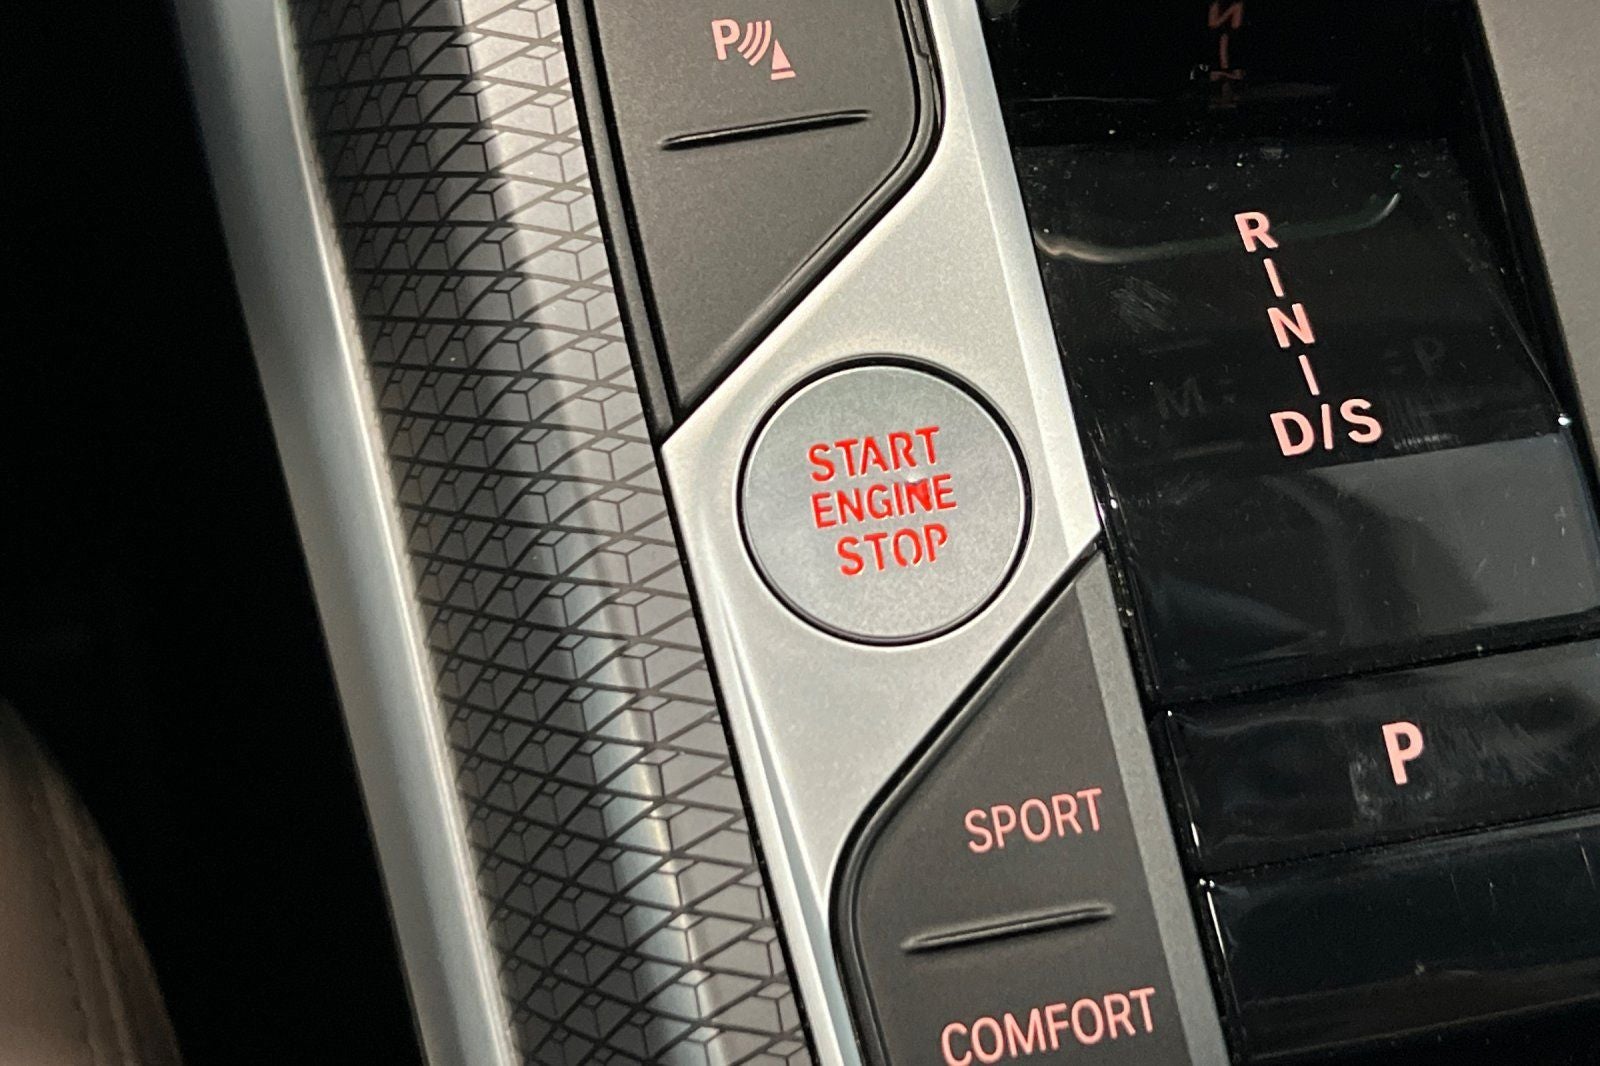 P
R
N
D/S
START
ENGINE
STOP
P
SPORT
COMFORT